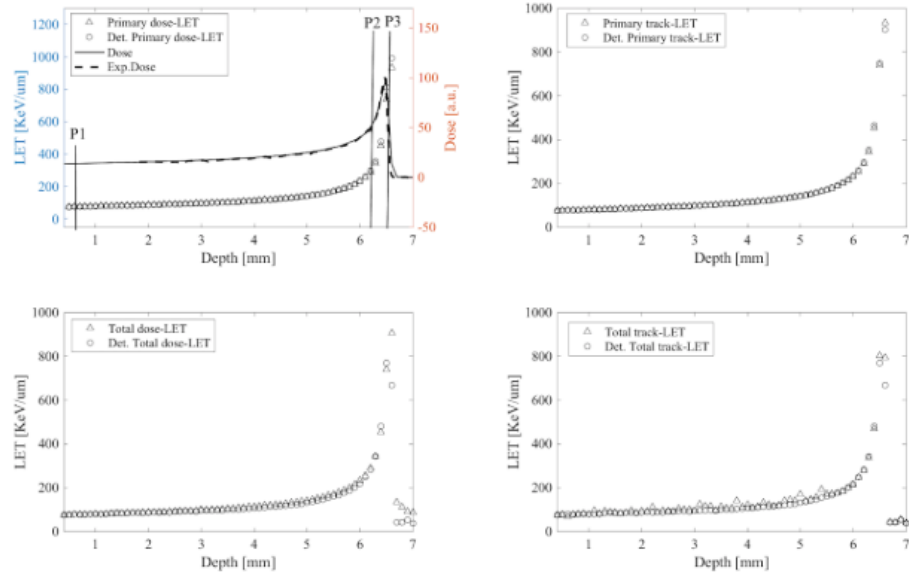 Primary dose-LET
Det. Primary dose-LET
Dose
Exp.Dose
P1
P2
P3
LET [KeV/um]
1200
1000
800
600
400
200
0
Dose [a.u.]
150
100
50
0
-50
1 2 3 4 5 6 7
Depth [mm]
Primary track-LET
Det. Primary track-LET
LET [KeV/um]
1000
800
600
400
200
0
1 2 3 4 5 6 7
Depth [mm]
Total dose-LET
Det. Total dose-LET
LET [KeV/um]
1000
800
600
400
200
0
1 2 3 4 5 6 7
Depth [mm]
Total track-LET
Det. Total track-LET
LET [KeV/um]
1000
800
600
400
200
0
1 2 3 4 5 6 7
Depth [mm]